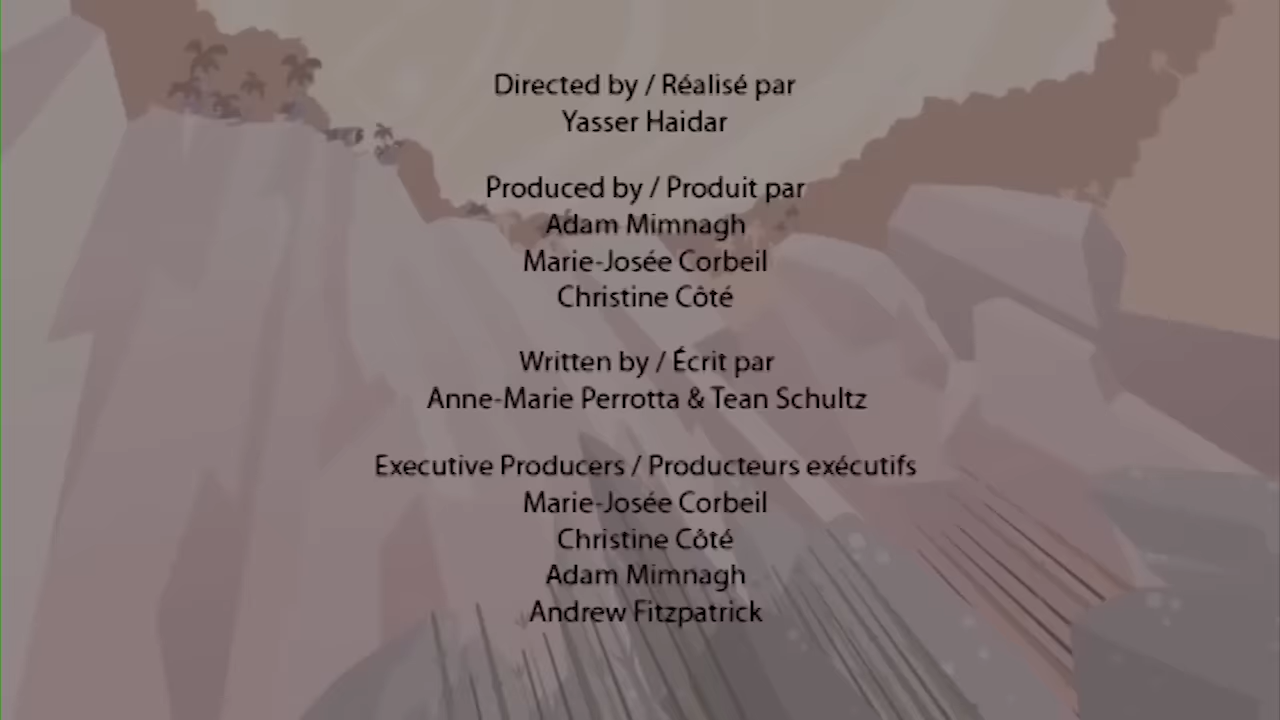 Directed by / Réalisé par
Yasser Haidar
Produced by / Produit par
Adam Mimnagh
Marie-Josée Corbeil
Christine Côté
Written by / Écrit par
Anne-Marie Perrotta & Tean Schultz
Executive Producers / Producteurs exécutifs
Marie-Josée Corbeil
Christine Côté
Adam Mimnagh
Andrew Fitzpatrick